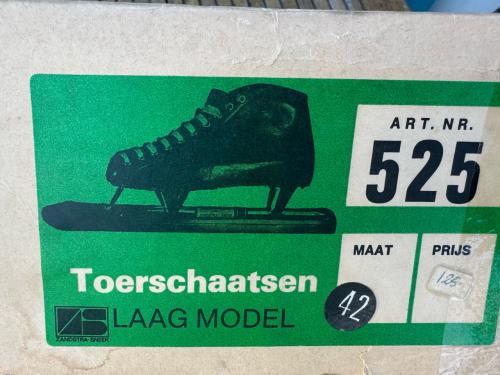 ART. NR.
525
MAAT
PRIJS
42
125
Toerschaatsen
LAAG MODEL
ZANDSTRA-SNEEK